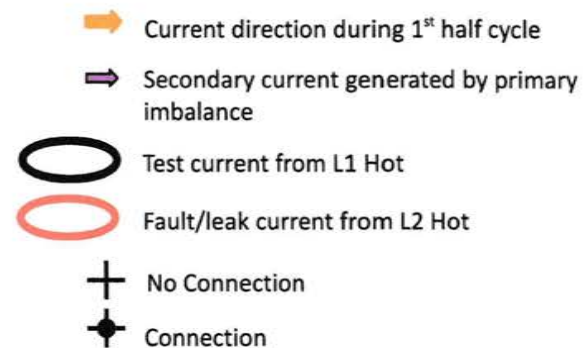 Current direction during 1st half cycle
Secondary current generated by primary
imbalance
Test current from L1 Hot
Fault/leak current from L2 Hot
No Connection
Connection